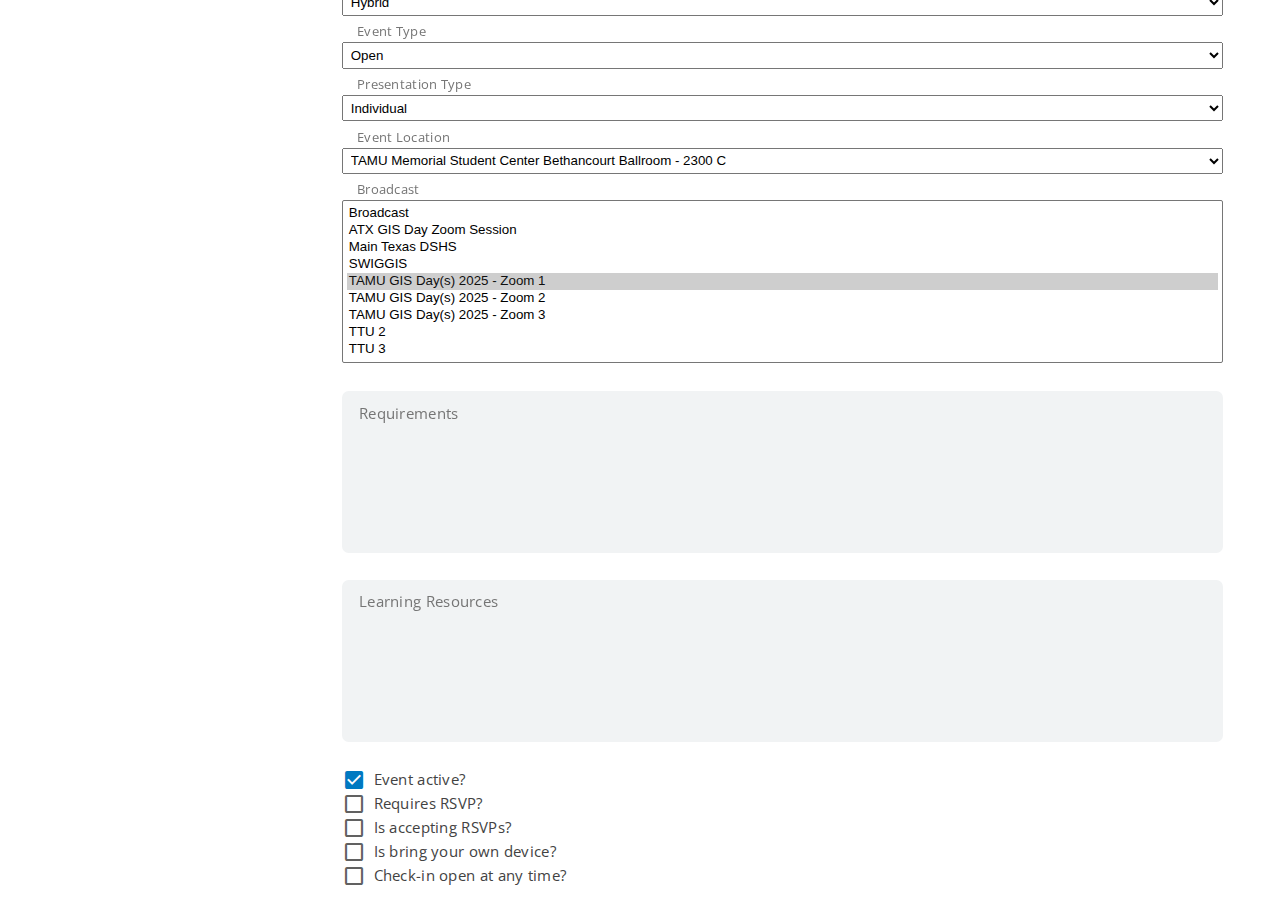 Hybrid
Event Type
Open
Presentation Type
Individual
Event Location
TAMU Memorial Student Center Bethancourt Ballroom - 2300 C
Broadcast
Broadcast
ATX GIS Day Zoom Session
Main Texas DSHS
SWIGGIS
TAMU GIS Day(s) 2025 - Zoom 1
TAMU GIS Day(s) 2025 - Zoom 2
TAMU GIS Day(s) 2025 - Zoom 3
TTU 2
TTU 3
Requirements
Learning Resources
Event active?
Requires RSVP?
Is accepting RSVPs?
Is bring your own device?
Check-in open at any time?